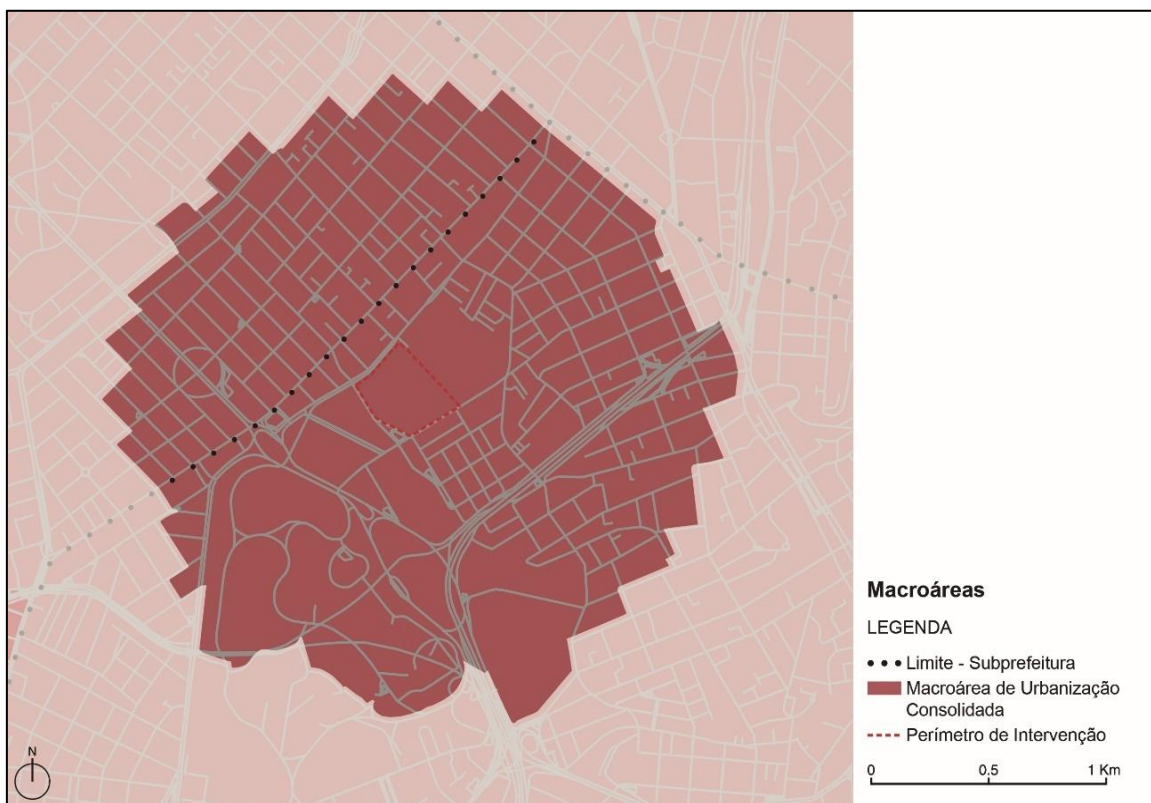 Macroáreas
LEGENDA
Limite - Subprefeitura
Macroárea de Urbanização
Consolidada
Perímetro de Intervenção
0 0.5 1 Km
N